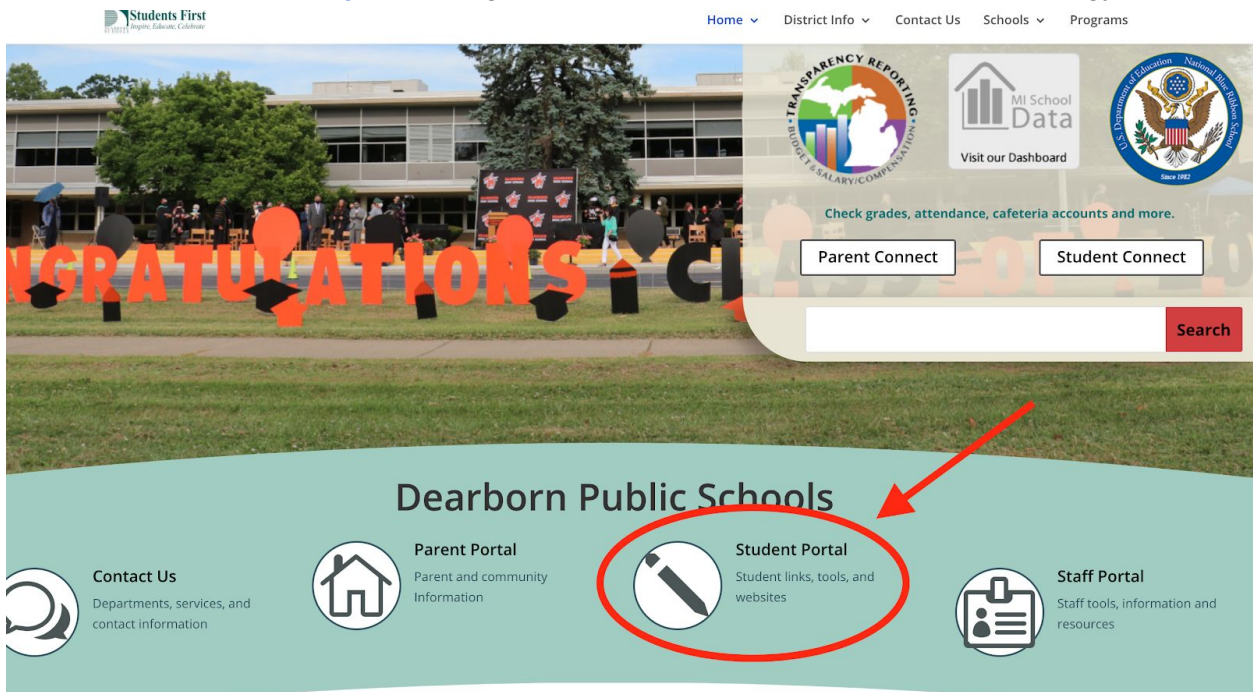 Students First
Inspire, Educate, Celebrate
Home
District Info
Contact Us
Schools
Programs
TRANSPARENCY REPORTING
BUDGET & SALARY/COMPENSATION
MI School
Data
Visit our Dashboard
U.S. Department of Education National Blue Ribbon School
Since 1982
Check grades, attendance, cafeteria accounts and more.
Parent Connect
Student Connect
Search
NGRATULATIONS CLASS OF
Dearborn Public Schools
Contact Us
Departments, services, and
contact information
Parent Portal
Parent and community
Information
Student Portal
Student links, tools, and
websites
Staff Portal
Staff tools, information and
resources